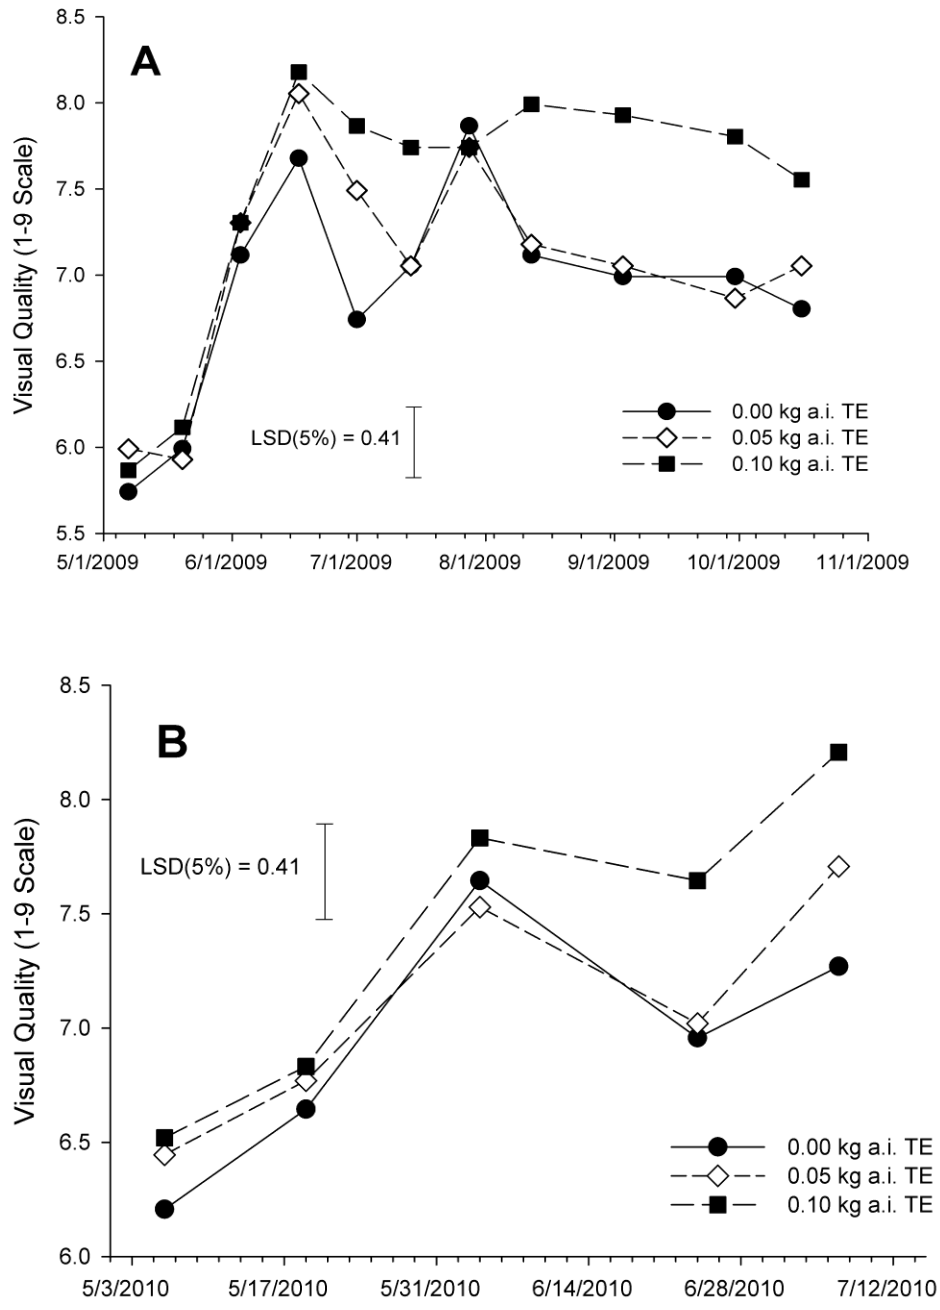 8.5
A
8.0
7.5
7.0
6.5
6.0
5.5
Visual Quality (1-9 Scale)
LSD(5%) = 0.41
0.00 kg a.i. TE
0.05 kg a.i. TE
0.10 kg a.i. TE
5/1/2009 6/1/2009 7/1/2009 8/1/2009 9/1/2009 10/1/2009 11/1/2009
8.5
B
8.0
7.5
7.0
6.5
6.0
Visual Quality (1-9 Scale)
LSD(5%) = 0.41
0.00 kg a.i. TE
0.05 kg a.i. TE
0.10 kg a.i. TE
5/3/2010 5/17/2010 5/31/2010 6/14/2010 6/28/2010 7/12/2010